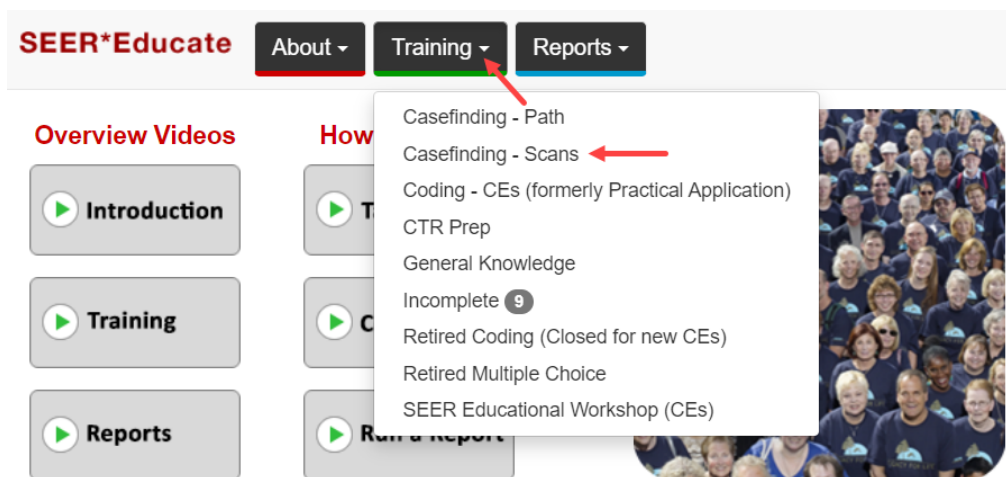 SEER*Educate
About
Training
Reports
Overview Videos
How
Introduction
Training
Reports
T
C
Run a Report
Casefinding - Path
Casefinding - Scans
Coding - CEs (formerly Practical Application)
CTR Prep
General Knowledge
Incomplete 9
Retired Coding (Closed for new CEs)
Retired Multiple Choice
SEER Educational Workshop (CEs)